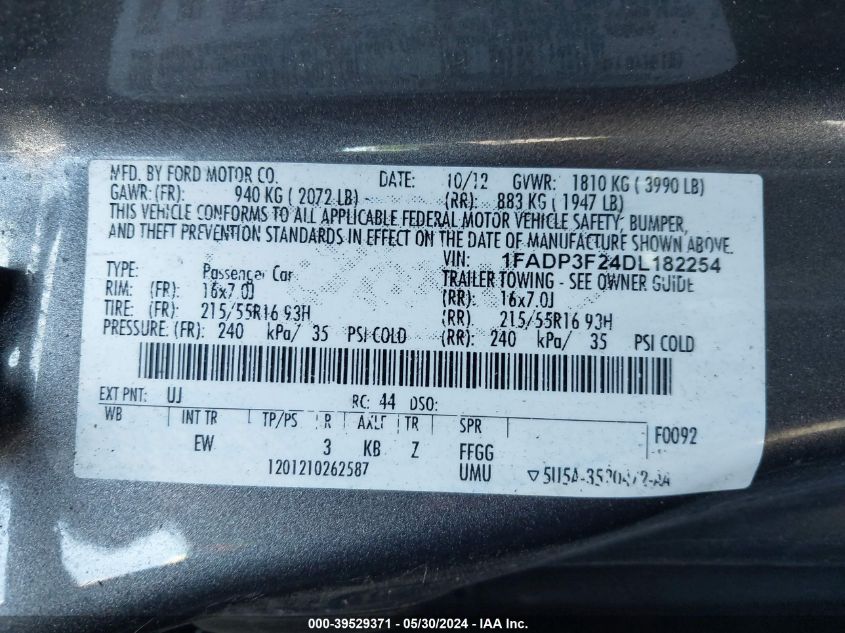 MFD. BY FORD MOTOR CO. DATE: 10/12 GVWR: 1810 KG ( 3990 LB)
GAWR: (FR): 940 KG ( 2072 LB) (RR): 883 KG ( 1947 LB)
THIS VEHICLE CONFORMS TO ALL APPLICABLE FEDERAL MOTOR VEHICLE SAFETY, BUMPER,
AND THEFT PREVENTION STANDARDS IN EFFECT ON THE DATE OF MANUFACTURE SHOWN ABOVE.
VIN: 1FADP3F24DL182254
TYPE: Passenger Car TRAILER TOWING - SEE OWNER GUIDE
RIM: (FR): 16x7.0J (RR): 16x7.0J
TIRE: (FR): 215/55R16 93H (RR) 215/55R16 93H
PRESSURE: (FR): 240 kPa/ 35 PSI COLD (RR): 240 kPa/ 35 PSI COLD
EXT PNT: UJ RC: 44 DSO:
WB INT TR TP/PS R AXLE TR SPR F0092
EW 3 KB Z FFGG
1201210262587 UMU
000-39529371 - 05/30/2024 - IAA Inc.